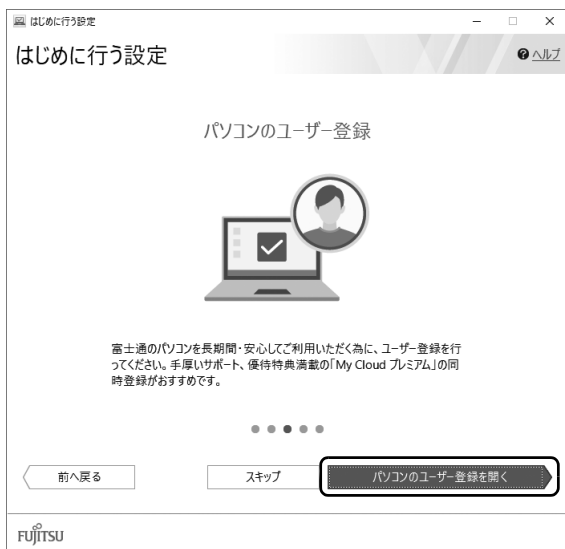 はじめに行う設定
はじめに行う設定
ヘルプ
パソコンのユーザー登録
富士通のパソコンを長期間・安心してご利用いただく為に、ユーザー登録を行
ってください。手厚いサポート、優待特典満載の「My Cloud プレミアム」の同
時登録がおすすめです。
前へ戻る
スキップ
パソコンのユーザー登録を開く
FUJITSU